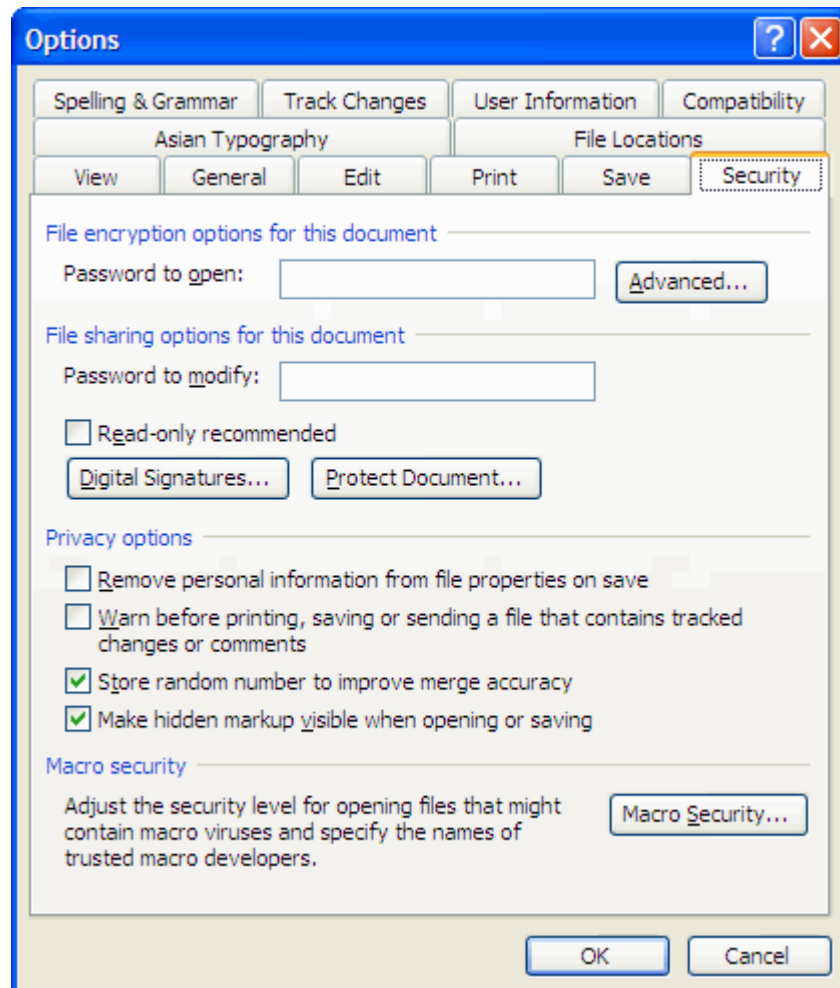 Options
Spelling & Grammar Track Changes User Information Compatibility
Asian Typography File Locations
View General Edit Print Save Security
File encryption options for this document
Password to open: Advanced...
File sharing options for this document
Password to modify:
Read-only recommended
Digital Signatures... Protect Document...
Privacy options
Remove personal information from file properties on save
Warn before printing, saving or sending a file that contains tracked
changes or comments
Store random number to improve merge accuracy
Make hidden markup visible when opening or saving
Macro security
Adjust the security level for opening files that might
contain macro viruses and specify the names of
trusted macro developers.
Macro Security...
OK Cancel